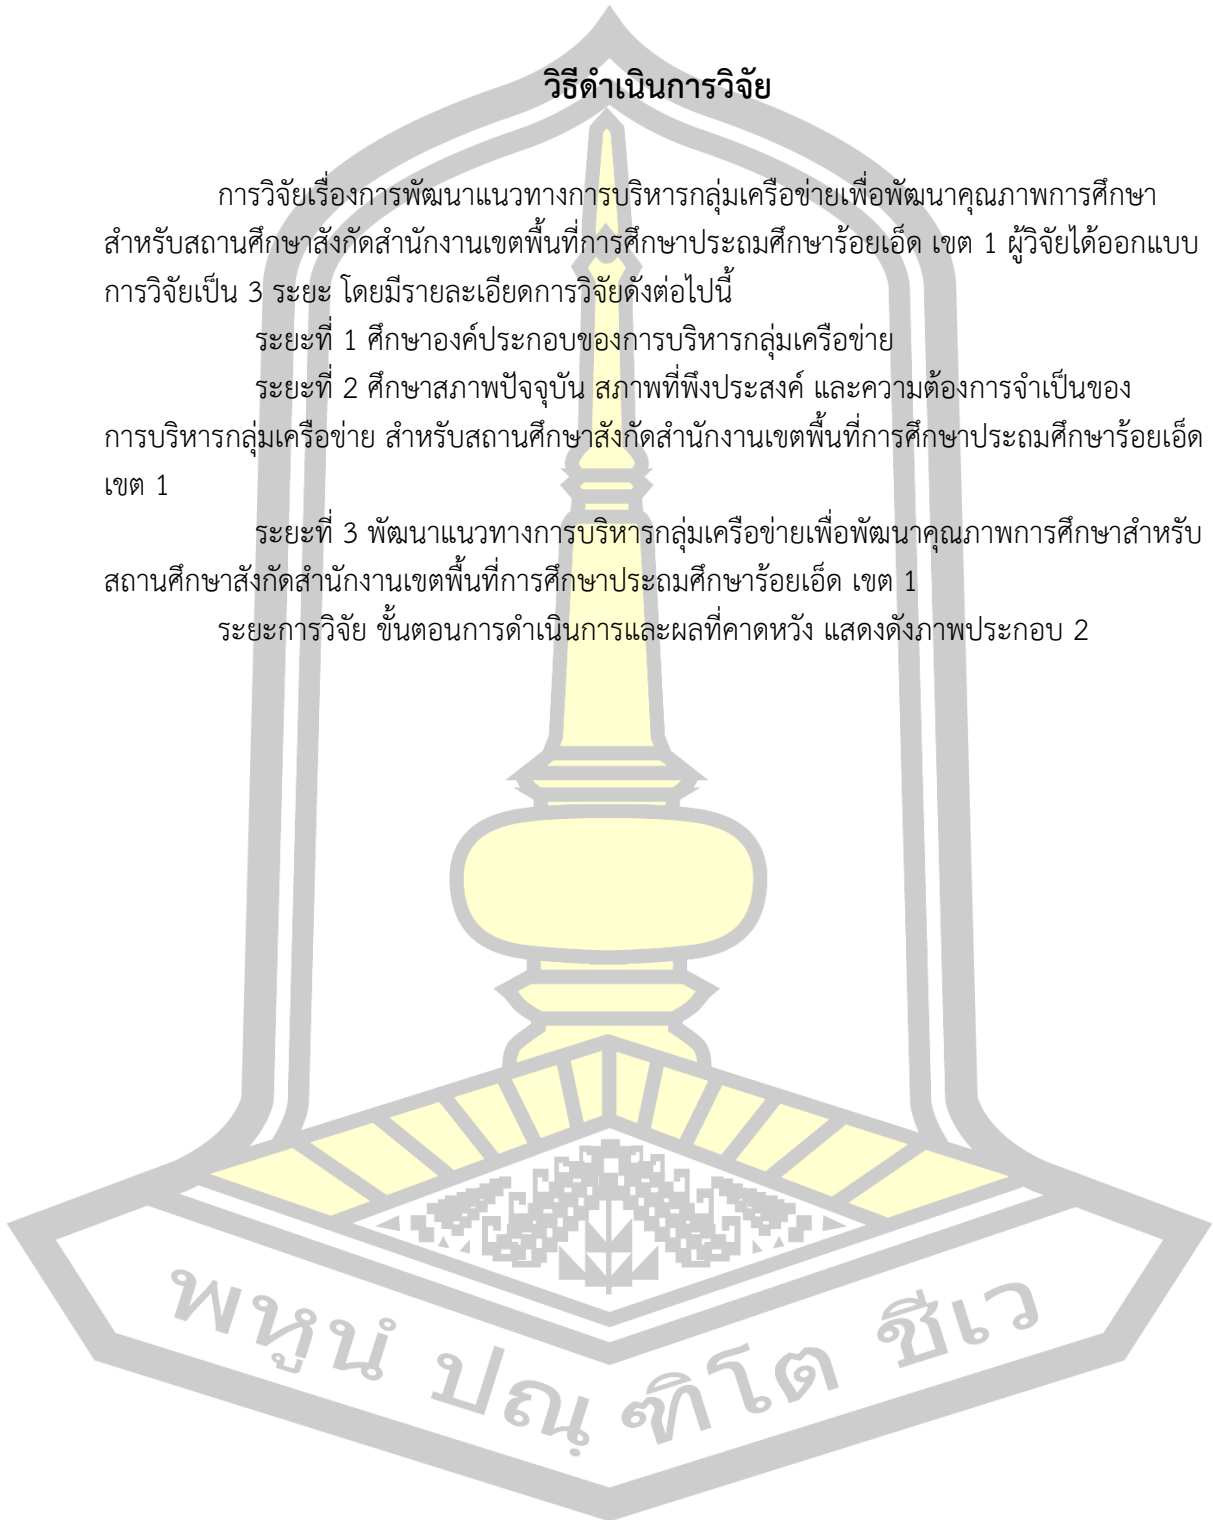 วิธีดำเนินการวิจัย
การวิจัยเรื่องการพัฒนาแนวทางการบริหารกลุ่มเครือข่ายเพื่อพัฒนาคุณภาพการศึกษา
สำหรับสถานศึกษาสังกัดสำนักงานเขตพื้นที่การศึกษาประถมศึกษาร้อยเอ็ด เขต 1 ผู้วิจัยได้ออกแบบ
การวิจัยเป็น 3 ระยะ โดยมีรายละเอียดการวิจัยดังต่อไปนี้
ระยะที่ 1 ศึกษาองค์ประกอบของการบริหารกลุ่มเครือข่าย
ระยะที่ 2 ศึกษาสภาพปัจจุบัน สภาพที่พึงประสงค์ และความต้องการจำเป็นของ
การบริหารกลุ่มเครือข่าย สำหรับสถานศึกษาสังกัดสำนักงานเขตพื้นที่การศึกษาประถมศึกษาร้อยเอ็ด
เขต 1
ระยะที่ 3 พัฒนาแนวทางการบริหารกลุ่มเครือข่ายเพื่อพัฒนาคุณภาพการศึกษาสำหรับ
สถานศึกษาสังกัดสำนักงานเขตพื้นที่การศึกษาประถมศึกษาร้อยเอ็ด เขต 1
ระยะการวิจัย ขั้นตอนการดำเนินการและผลที่คาดหวัง แสดงดังภาพประกอบ 2
พหูนํ ปณฺฑิโต ชีเว